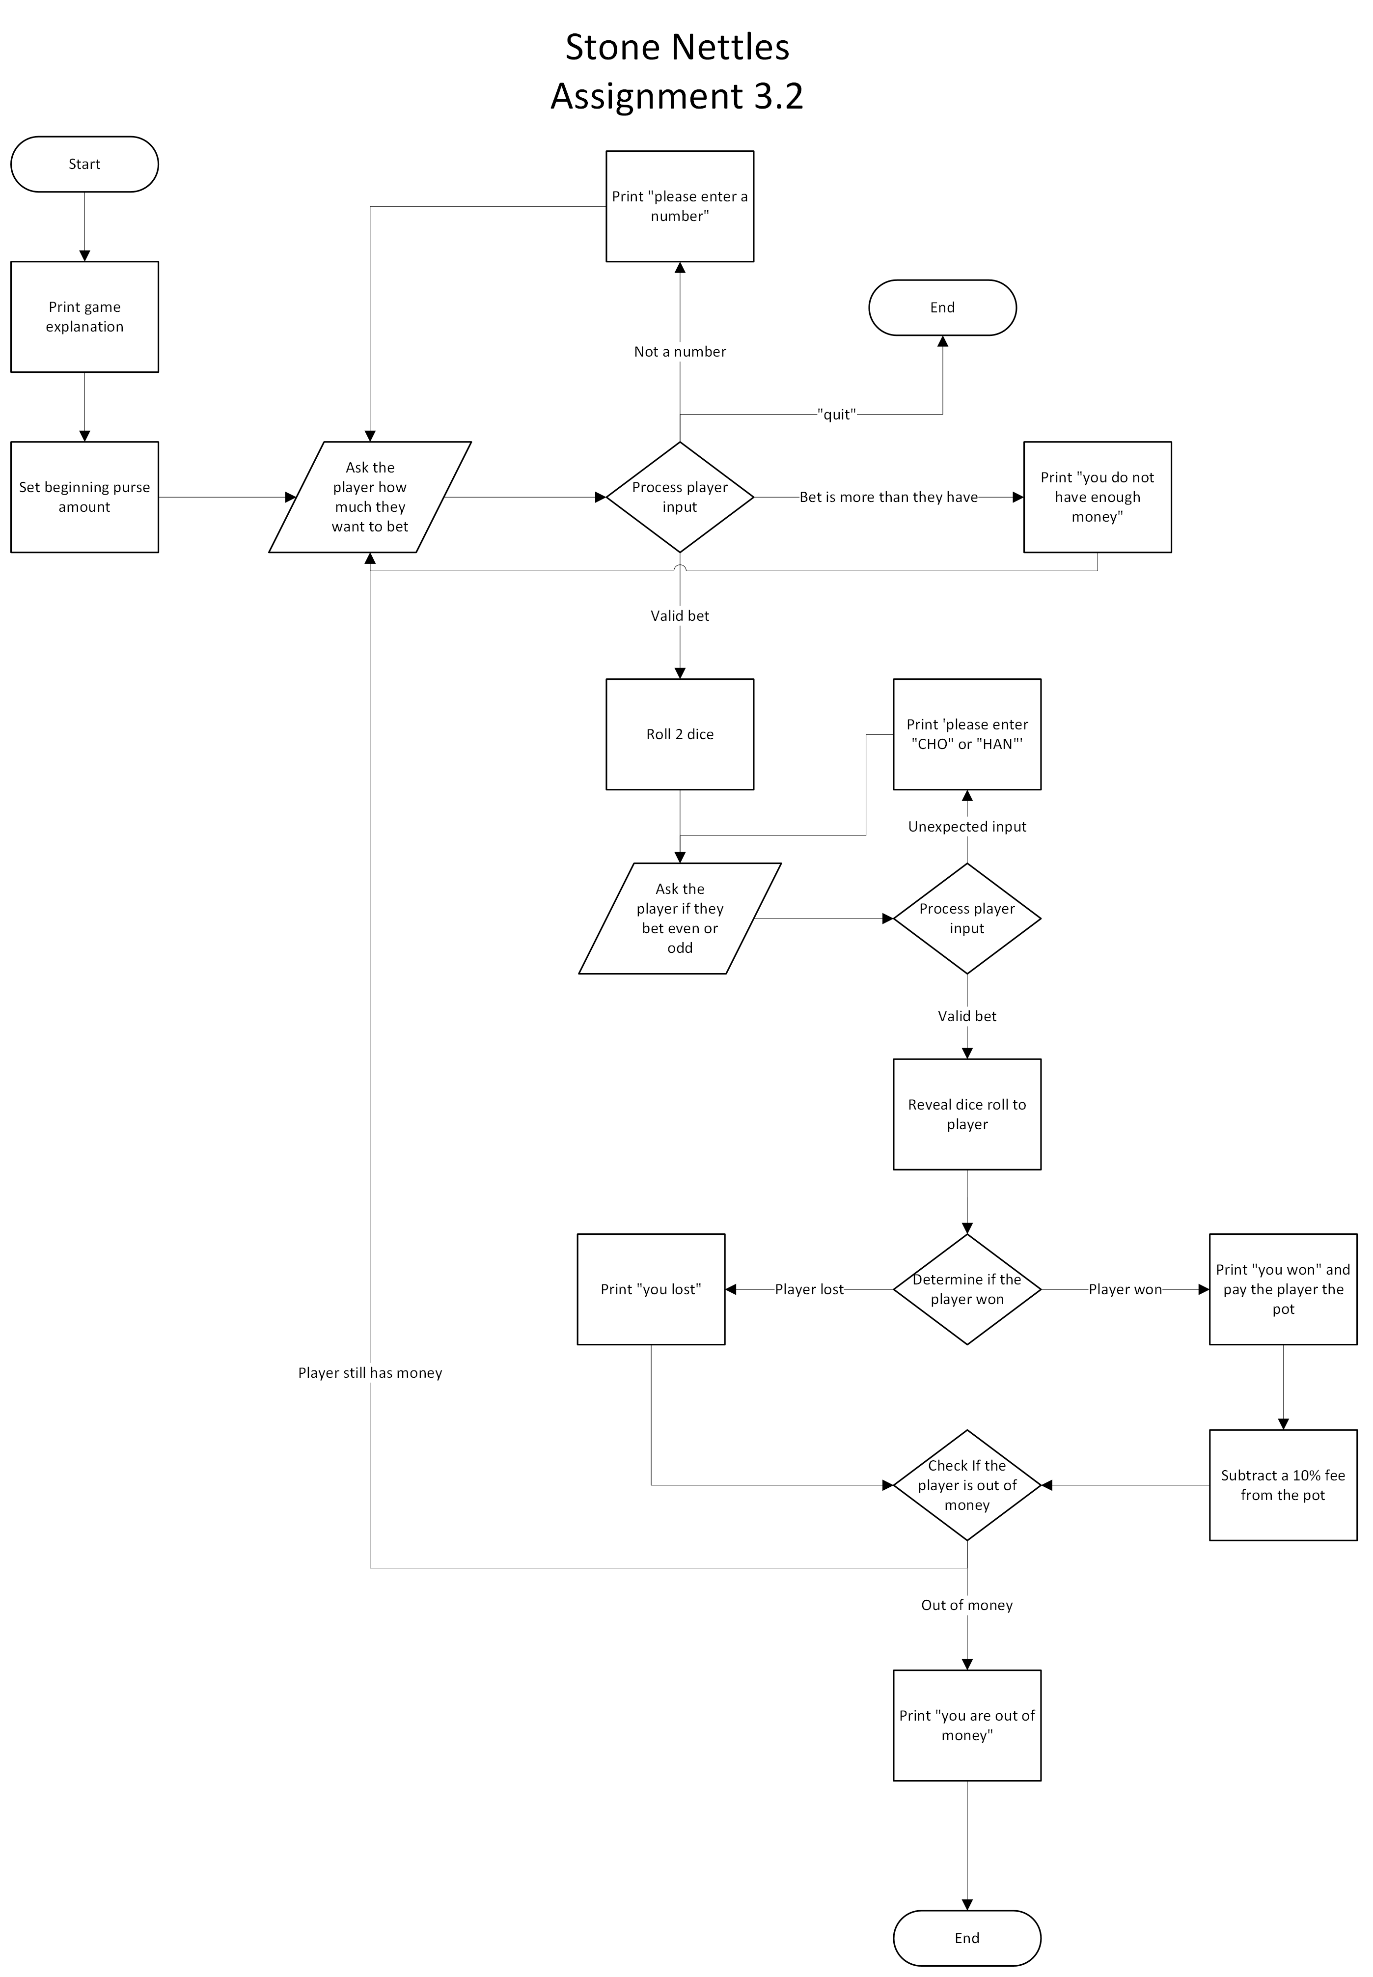 Stone Nettles
Assignment 3.2
Start
Print "please enter a
number"
Print game
explanation
End
Not a number
"quit"
Set beginning purse
amount
Ask the
player how
much they
want to bet
Process player
input
Bet is more than they have
Print "you do not
have enough
money"
Valid bet
Roll 2 dice
Print 'please enter
"CHO" or "HAN"'
Unexpected input
Ask the
player if they
bet even or
odd
Process player
input
Valid bet
Reveal dice roll to
player
Print "you lost"
Player lost
Determine if the
player won
Player won
Print "you won" and
pay the player the
pot
Player still has money
Check If the
player is out of
money
Subtract a 10% fee
from the pot
Out of money
Print "you are out of
money"
End